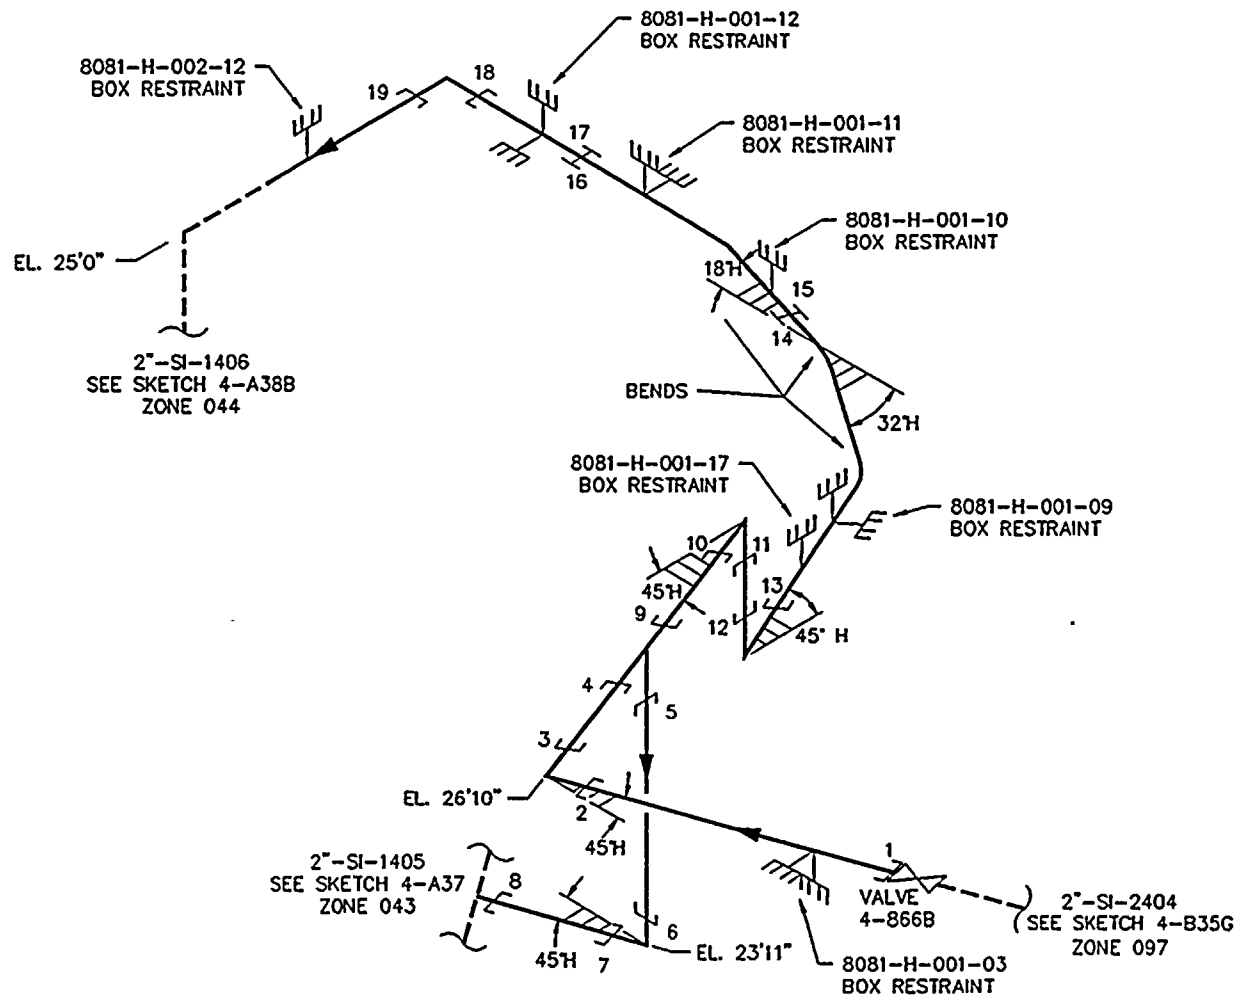 8081-H-001-12
BOX RESTRAINT
8081-H-002-12
BOX RESTRAINT
19
18
17
16
8081-H-001-11
BOX RESTRAINT
8081-H-001-10
BOX RESTRAINT
18°H
15
14
EL. 25'0"
2"-SI-1406
SEE SKETCH 4-A38B
ZONE 044
BENDS
32°H
8081-H-001-17
BOX RESTRAINT
8081-H-001-09
BOX RESTRAINT
10
11
45°H
13
9
12
45° H
4
5
3
EL. 26'10"
2
45°H
2"-SI-1405
SEE SKETCH 4-A37
ZONE 043
8
1
VALVE
4-866B
2"-SI-2404
SEE SKETCH 4-B35G
ZONE 097
6
45°H
7
EL. 23'11"
8081-H-001-03
BOX RESTRAINT